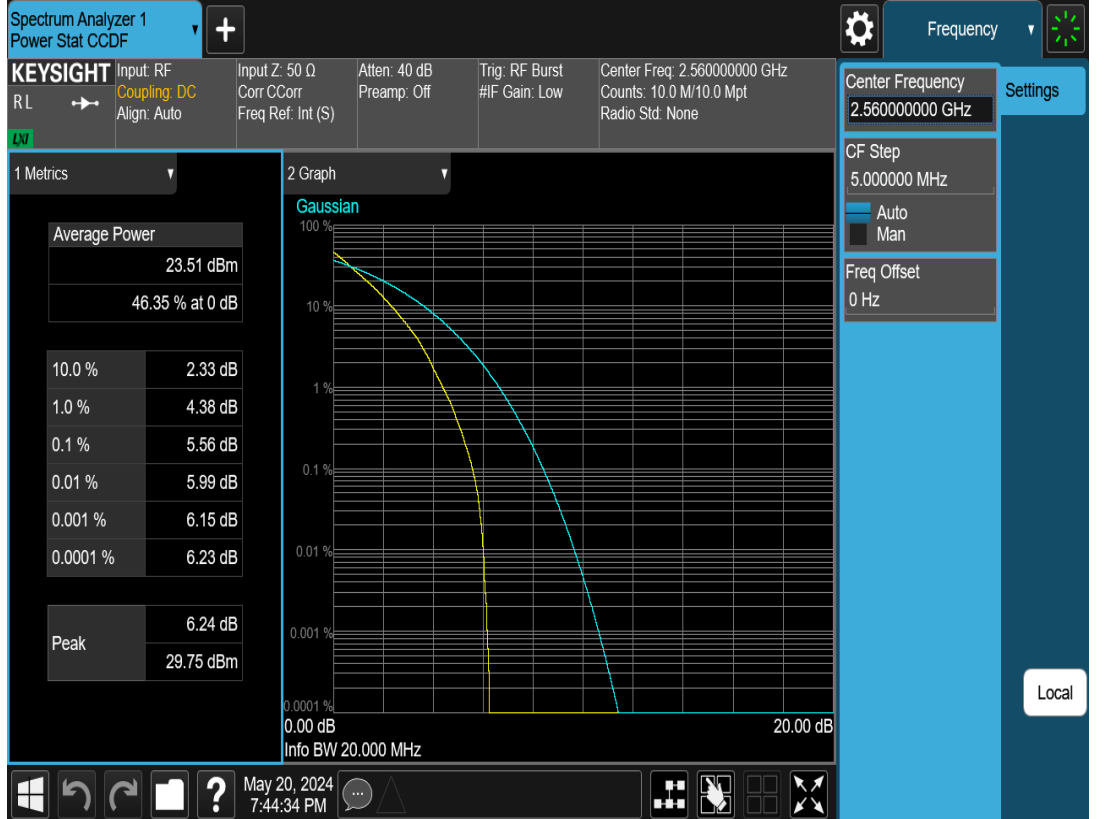 Spectrum Analyzer 1
Power Stat CCDF
+
Frequency
KEYSIGHT
RL
LXI
Input: RF
Coupling: DC
Align: Auto
Input Z: 50 Ω
Corr CCorr
Freq Ref: Int (S)
Atten: 40 dB
Preamp: Off
Trig: RF Burst
#IF Gain: Low
Center Freq: 2.560000000 GHz
Counts: 10.0 M/10.0 Mpt
Radio Std: None
Center Frequency
2.560000000 GHz
Settings
CF Step
5.000000 MHz
Auto
Man
Freq Offset
0 Hz
1 Metrics
Average Power
23.51 dBm
46.35 % at 0 dB
10.0 % 2.33 dB
1.0 % 4.38 dB
0.1 % 5.56 dB
0.01 % 5.99 dB
0.001 % 6.15 dB
0.0001 % 6.23 dB
Peak
6.24 dB
29.75 dBm
2 Graph
Gaussian
100 %
10 %
1 %
0.1 %
0.01 %
0.001 %
0.0001 %
0.00 dB 20.00 dB
Info BW 20.000 MHz
Local
?
May 20, 2024
7:44:34 PM